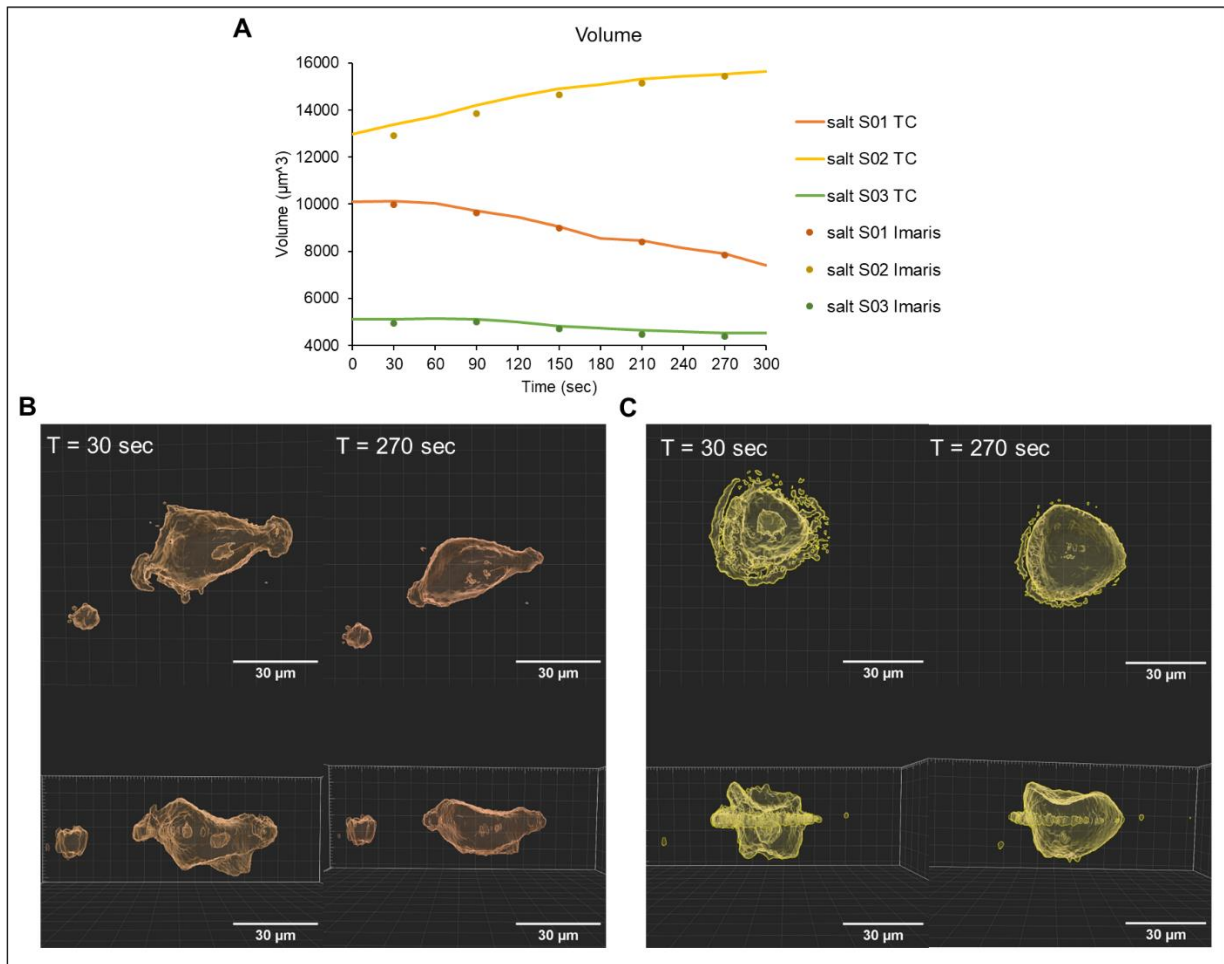 A
Volume
16000
14000
12000
10000
8000
6000
4000
Volume (µm^3)
0 30 60 90 120 150 180 210 240 270 300
Time (sec)
salt S01 TC
salt S02 TC
salt S03 TC
salt S01 Imaris
salt S02 Imaris
salt S03 Imaris
B
T = 30 sec
T = 270 sec
30 µm
30 µm
30 µm
30 µm
C
T = 30 sec
T = 270 sec
30 µm
30 µm
30 µm
30 µm